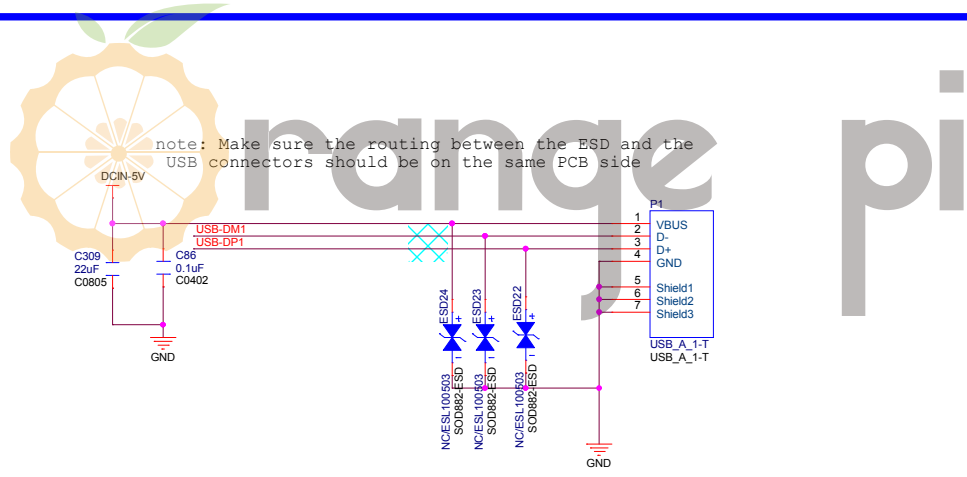 range pi
note: Make sure the routing between the ESD and the
USB connectors should be on the same PCB side
DCIN-5V
P1
USB-DM1
USB-DP1
1
VBUS
2
D-
3
D+
4
GND
5
Shield1
6
Shield2
7
Shield3
USB_A_1-T
USB_A_1-T
C309
22uF
C0805
C86
0.1uF
C0402
GND
ESD24
+
-
NC/ESL100503
SOD882-ESD
ESD23
+
-
NC/ESL100503
SOD882-ESD
ESD22
+
-
NC/ESL100503
SOD882-ESD
GND